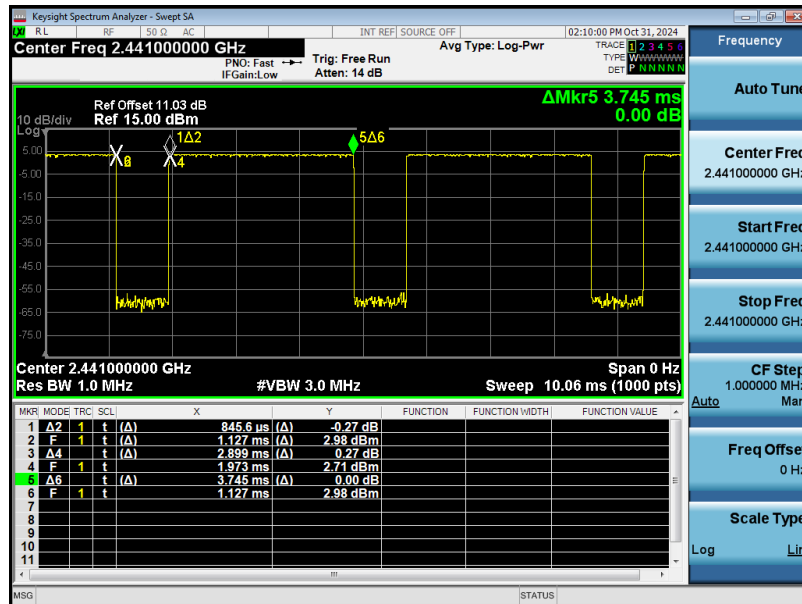 Keysight Spectrum Analyzer - Swept SA
LXI RL RF 50 Ω AC INT REF SOURCE OFF 02:10:00 PM Oct 31, 2024
Center Freq 2.441000000 GHz
Avg Type: Log-Pwr
TRACE 1 2 3 4 5 6
TYPE WWWWWW
DET P N N N N N
PNO: Fast
IFGain:Low
Trig: Free Run
Atten: 14 dB
Ref Offset 11.03 dB
10 dB/div Ref 15.00 dBm
Log
ΔMkr5 3.745 ms
0.00 dB
1Δ2
5Δ6
4
5.00
-5.00
-15.0
-25.0
-35.0
-45.0
-55.0
-65.0
-75.0
Center 2.441000000 GHz Span 0 Hz
Res BW 1.0 MHz #VBW 3.0 MHz Sweep 10.06 ms (1000 pts)
MKR MODE TRC SCL X Y FUNCTION FUNCTION WIDTH FUNCTION VALUE
1 Δ2 1 t (Δ) 845.6 µs (Δ) -0.27 dB
2 F 1 t 1.127 ms 2.98 dBm
3 Δ4 1 t (Δ) 2.899 ms (Δ) 0.27 dB
4 F 1 t 1.973 ms 2.71 dBm
5 Δ6 1 t (Δ) 3.745 ms (Δ) 0.00 dB
6 F 1 t 1.127 ms 2.98 dBm
7
8
9
10
11
MSG STATUS
Frequency
Auto Tune
Center Freq
2.441000000 GHz
Start Freq
2.441000000 GHz
Stop Freq
2.441000000 GHz
CF Step
1.000000 MHz
Auto Man
Freq Offset
0 Hz
Scale Type
Log Lin